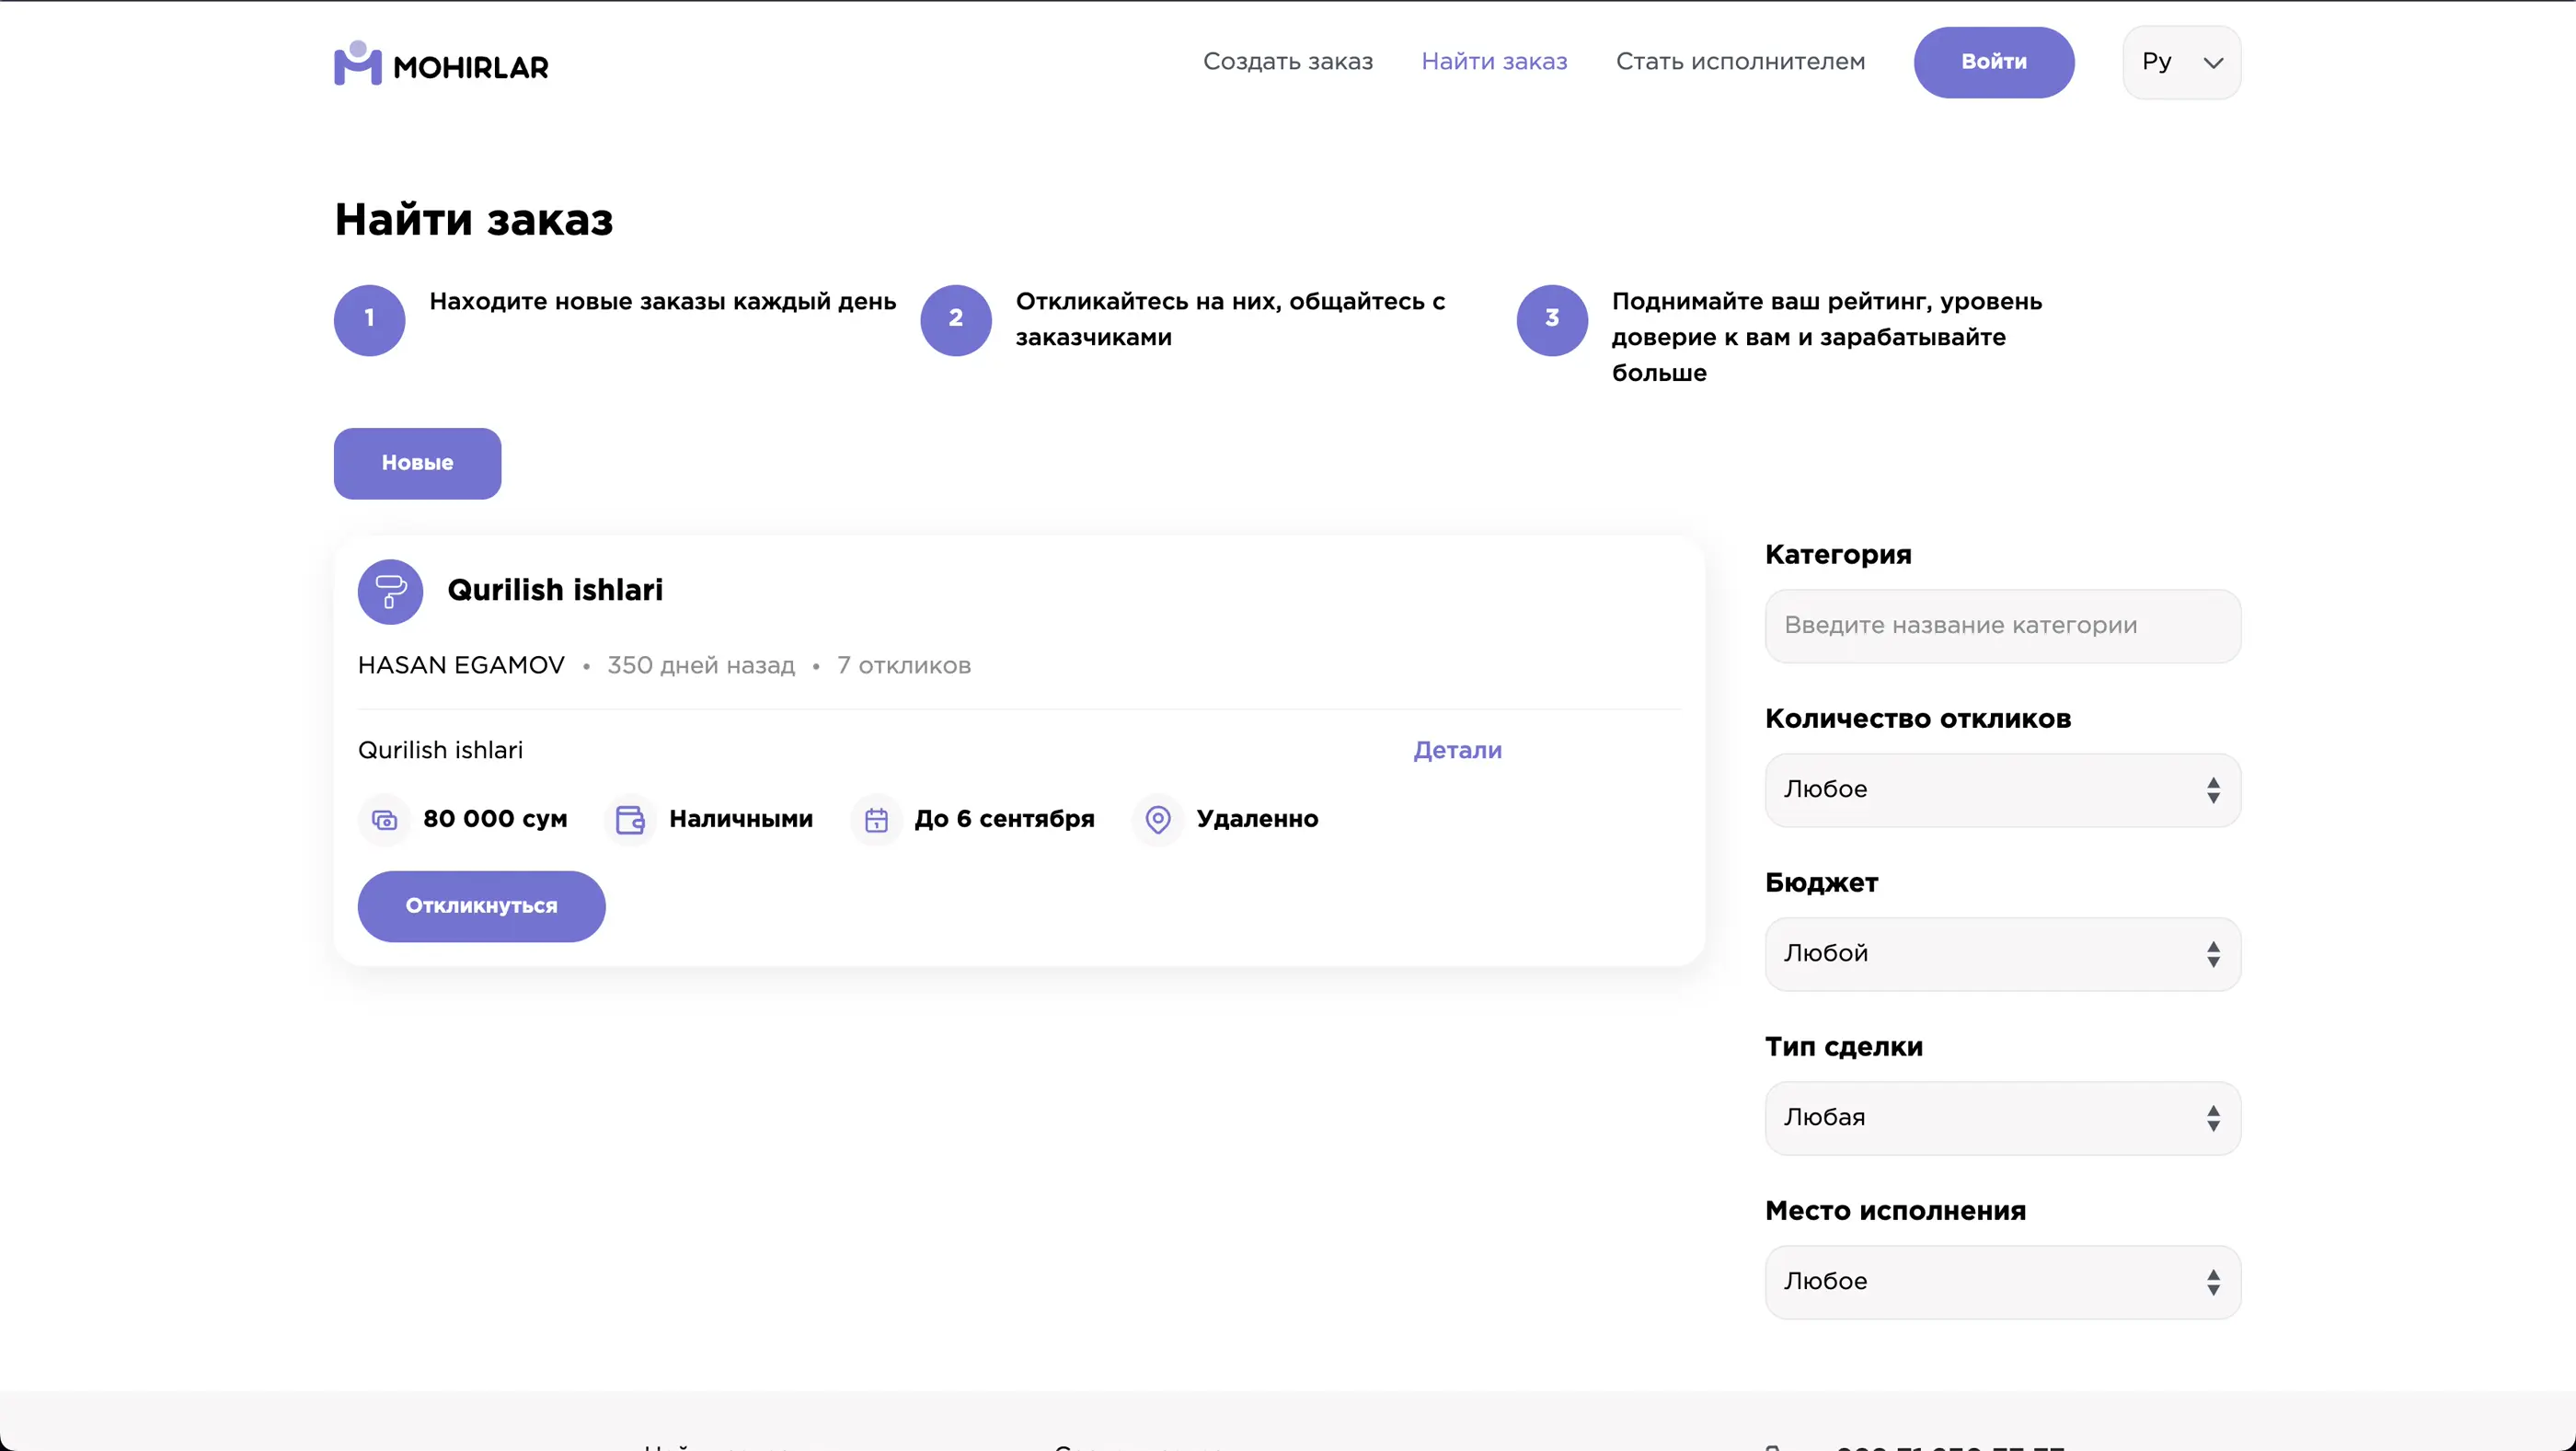 MOHIRLAR
Создать заказ
Найти заказ
Стать исполнителем
Войти
Ру
Найти заказ
1
Находите новые заказы каждый день
2
Откликайтесь на них, общайтесь с
заказчиками
3
Поднимайте ваш рейтинг, уровень
доверие к вам и зарабатывайте
больше
Новые
Qurilish ishlari
HASAN EGAMOV • 350 дней назад • 7 откликов
Qurilish ishlari
Детали
80 000 сум
Наличными
До 6 сентября
Удаленно
Откликнуться
Категория
Введите название категории
Количество откликов
Любое
Бюджет
Любой
Тип сделки
Любая
Место исполнения
Любое